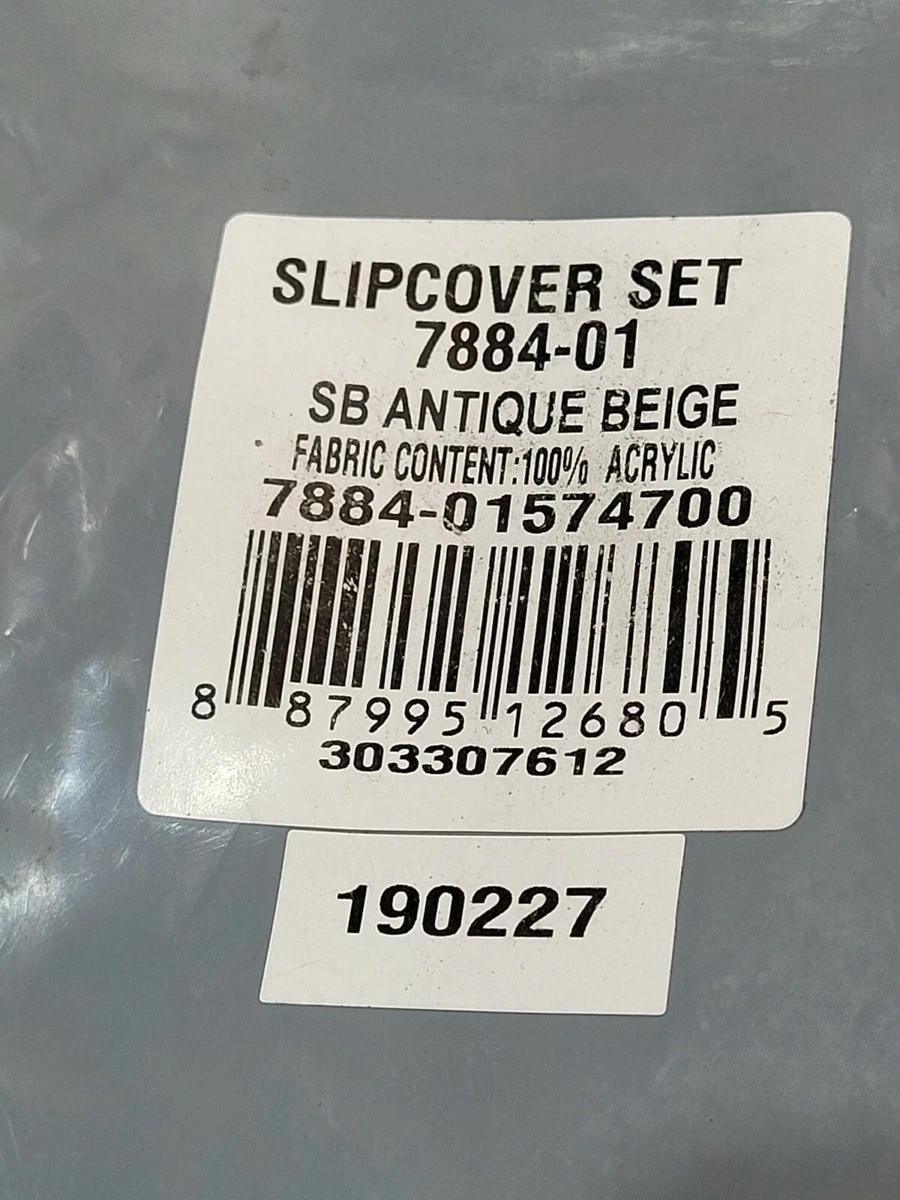 SLIPCOVER SET
7884-01
SB ANTIQUE BEIGE
FABRIC CONTENT:100% ACRYLIC
7884-01574700
8 87995 12680 5
303307612
190227